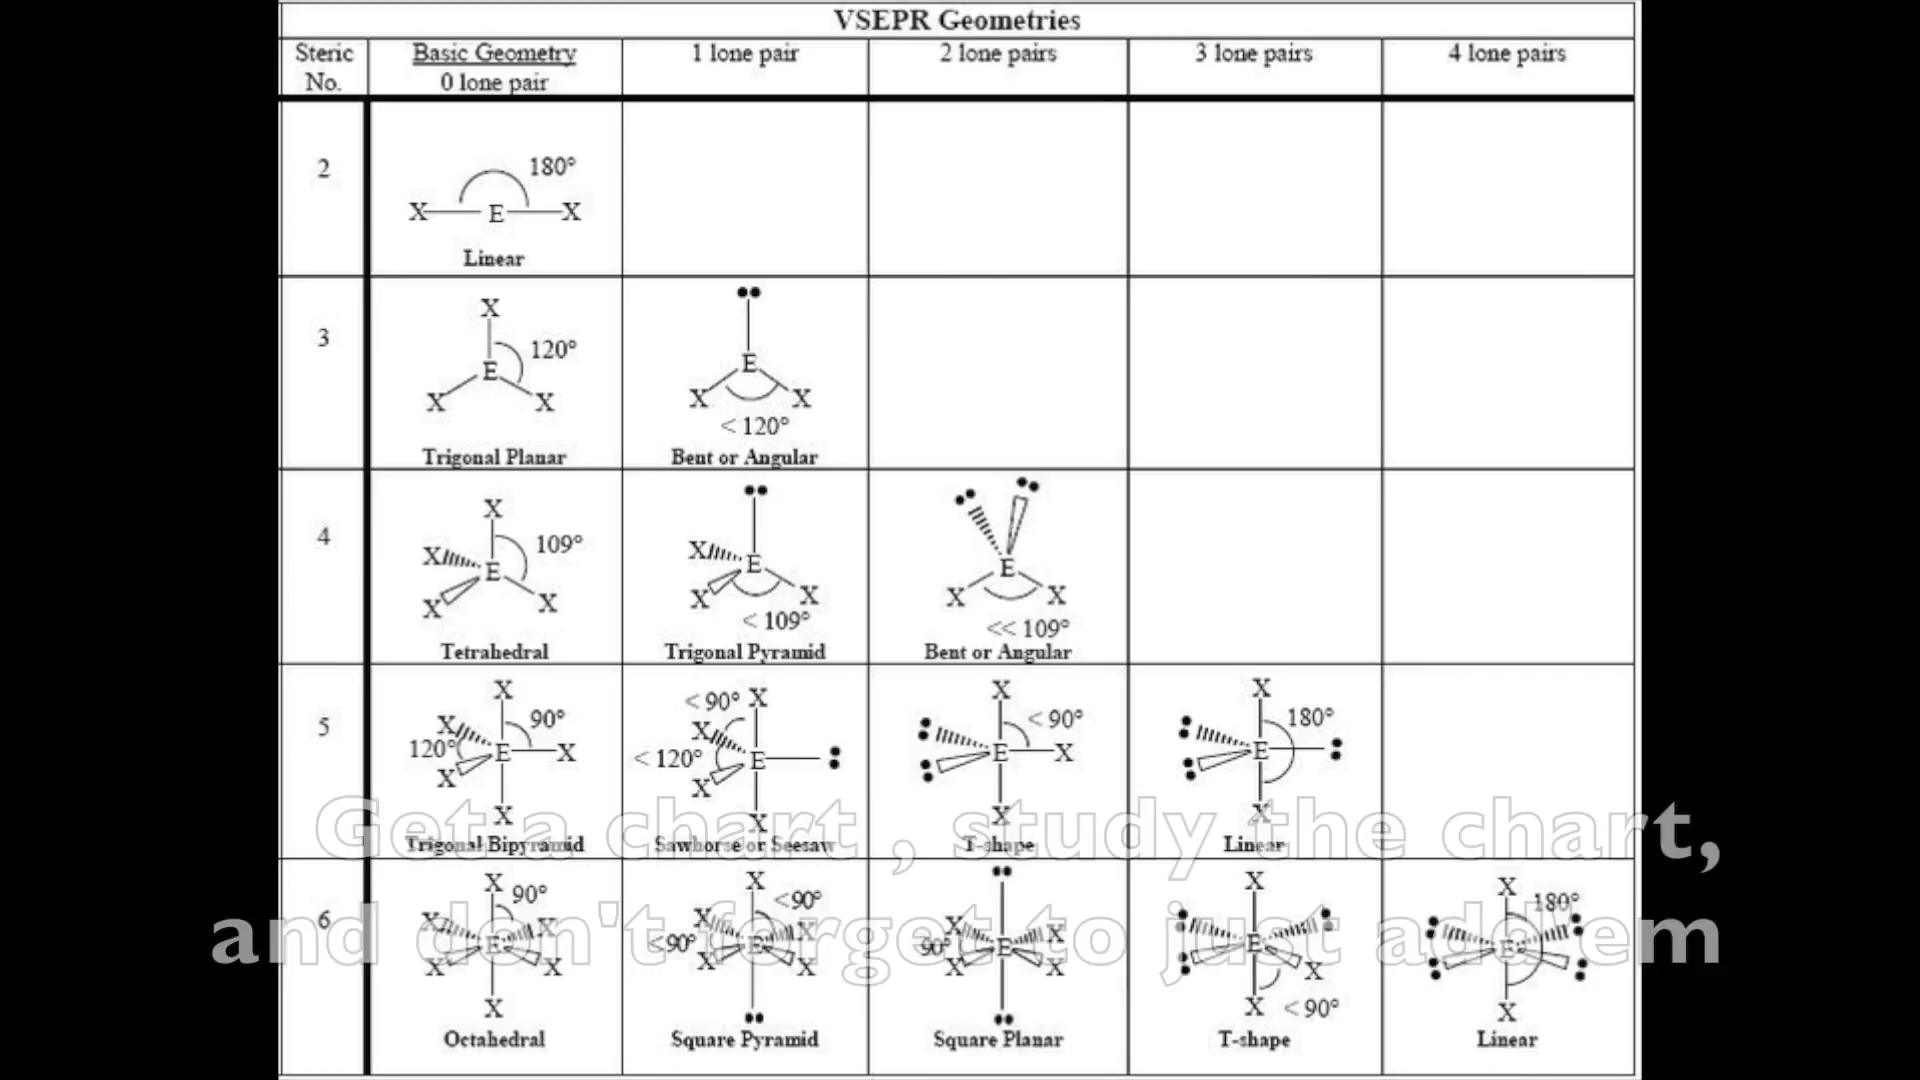 VSEPR Geometries
Steric No. Basic Geometry 0 lone pair 1 lone pair 2 lone pairs 3 lone pairs 4 lone pairs
2
180°
X E X
Linear
3
X
120°
E
X X
Trigonal Planar
E
X X
< 120°
Bent or Angular
4
X
109°
X
E
X X
Tetrahedral
X E
X X
< 109°
Trigonal Pyramid
E
X X
<< 109°
Bent or Angular
5
X
X 90°
120° E X
X
X
Trigonal Bipyramid
< 90° X
X
< 120° E
X
X
Sawhorse or Seesaw
X
< 90°
E X
X
T-shape
X
180°
E
X
Linear
Get a chart , study the chart,
and don't forget to just add em
6
X
90°
X X
E
X X
X
Octahedral
X
<90°
X X
<90° E
X X
Square Pyramid
X X
90° E
X X
Square Planar
X
E
X
X < 90°
T-shape
X
180°
E
X
Linear